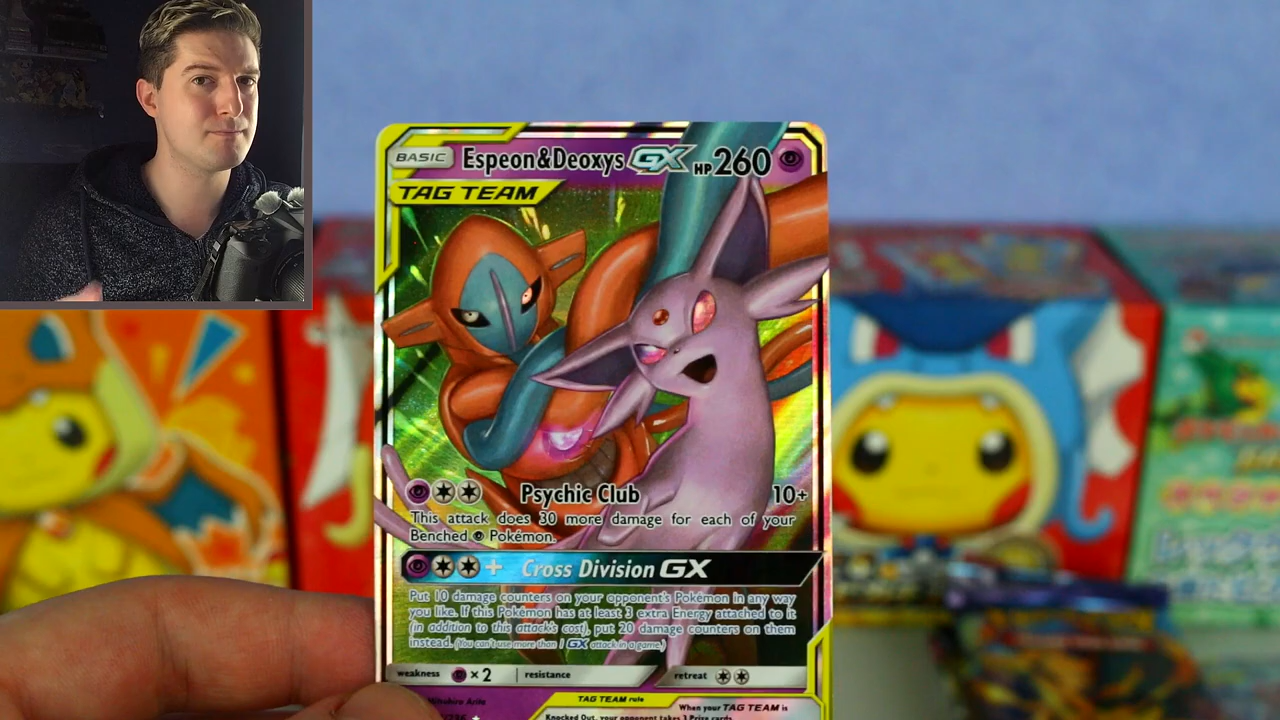 BASIC Espeon&Deoxys GX HP 260
TAG TEAM
Psychic Club 10+
This attack does 30 more damage for each of your
Benched Pokémon.
+ Cross Division GX
Put 10 damage counters on your opponent's Pokémon in any way
you like. If this Pokémon has at least 3 extra Energy attached to it
(in addition to this attack's cost), put 20 damage counters on them
instead. (You can't use more than 1 GX attack in a game.)
weakness ×2 resistance retreat
Mitsuhiro Arita TAG TEAM rule When your TAG TEAM is
Knocked Out, your opponent takes 3 Prize cards.